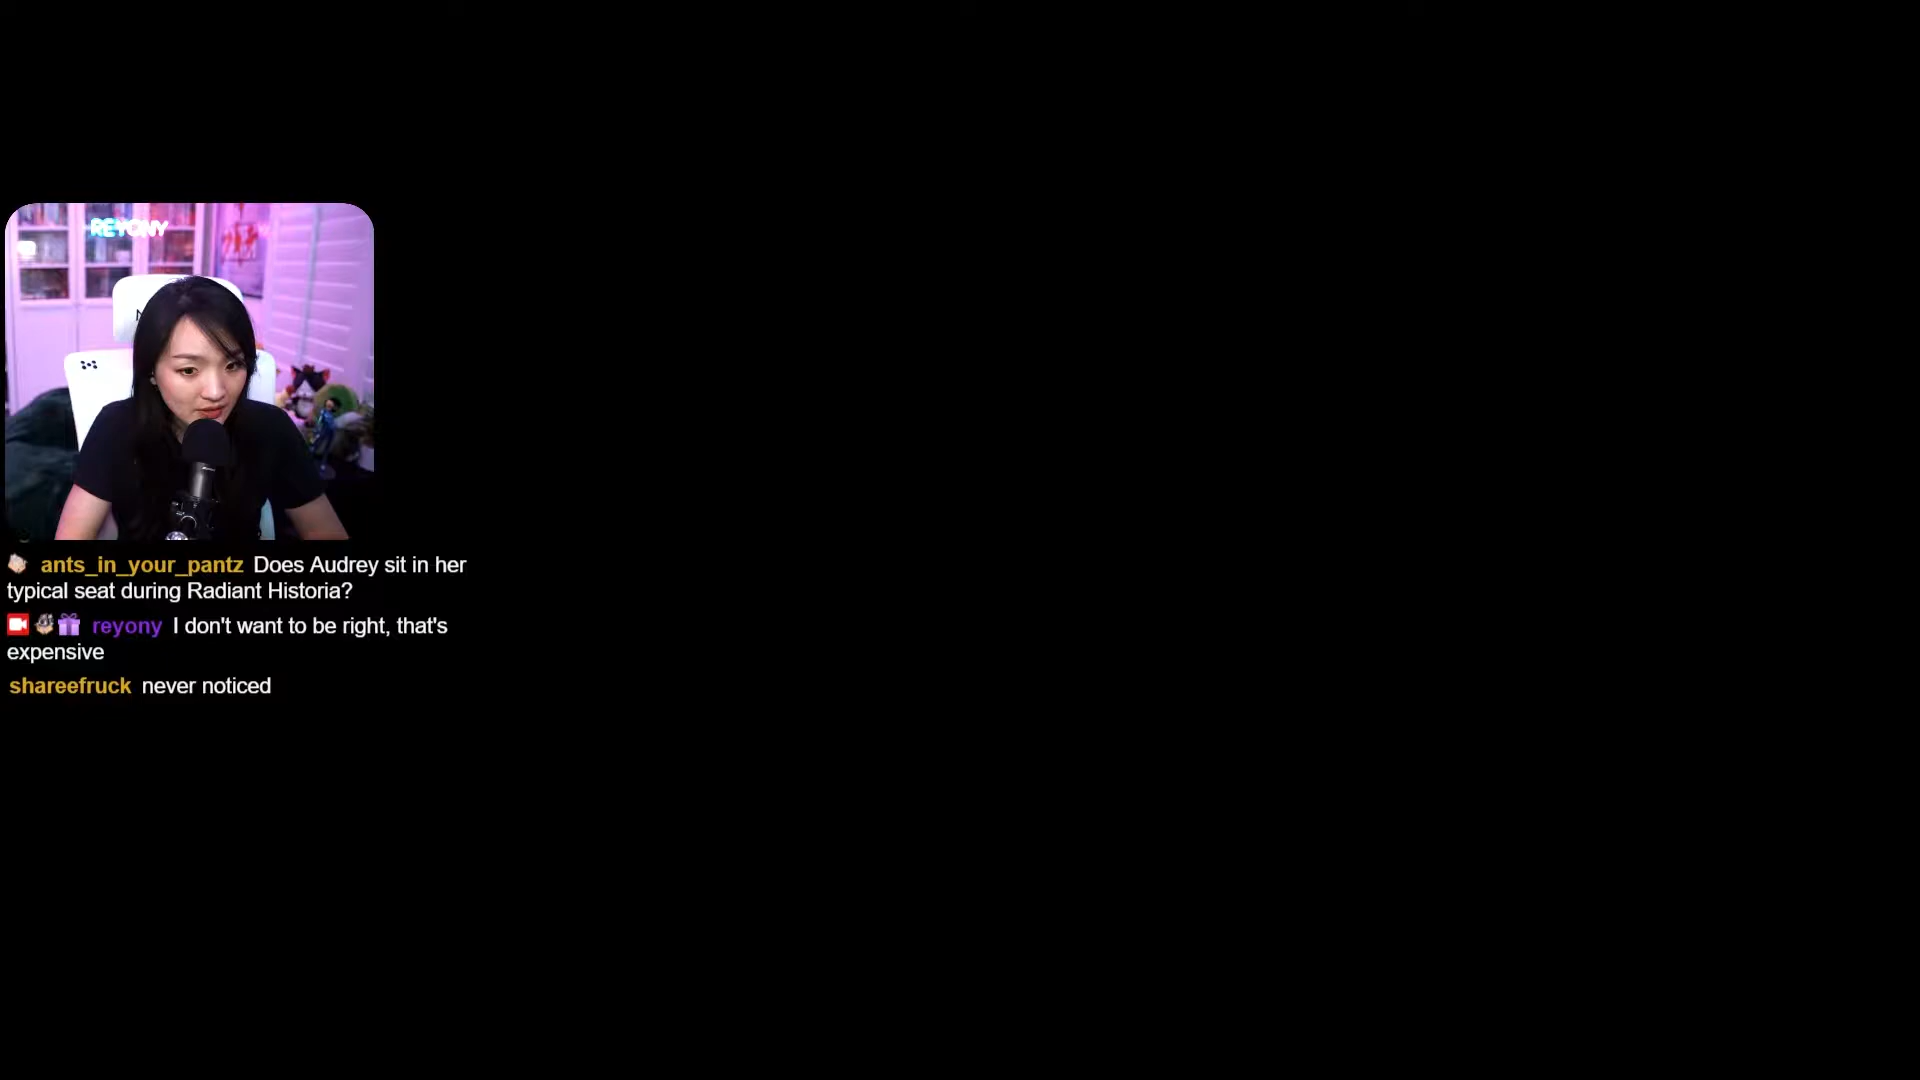 REYONY
ants_in_your_pantz Does Audrey sit in her
typical seat during Radiant Historia?
reyony I don't want to be right, that's
expensive
shareefruck never noticed